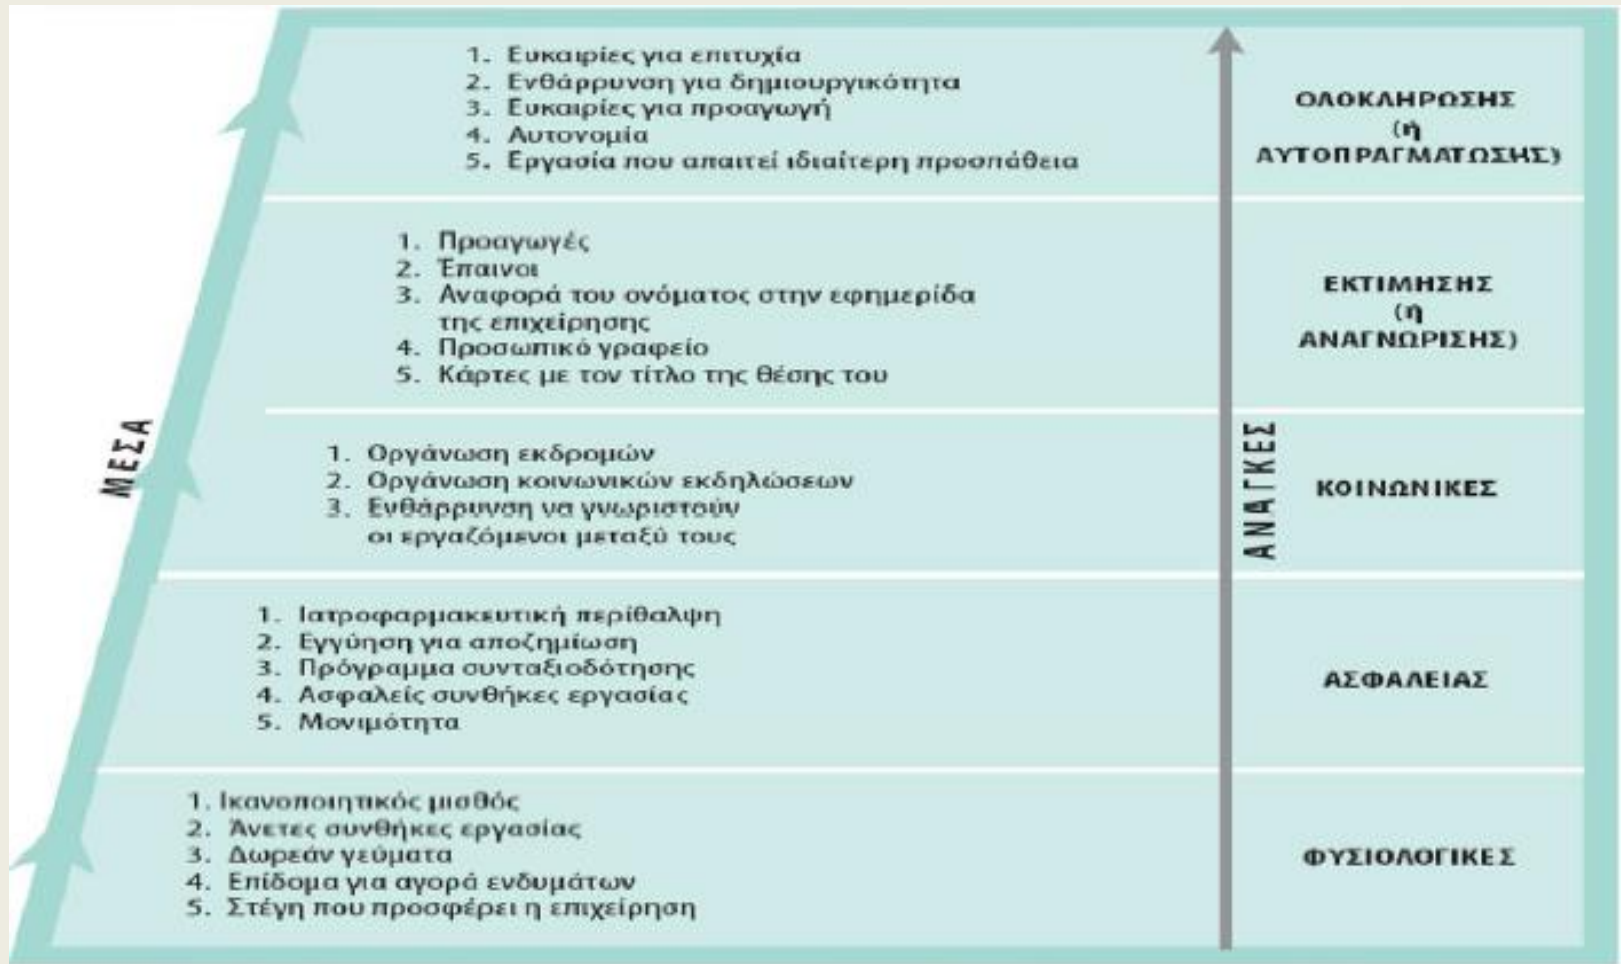 1. Ευκαιρίες για επιτυχία
2. Ενθάρρυνση για δημιουργικότητα
3. Ευκαιρίες για προαγωγή
4. Αυτονομία
5. Εργασία που απαιτεί ιδιαίτερη προσπάθεια
ΟΛΟΚΛΗΡΩΣΗΣ
(ή
ΑΥΤΟΠΡΑΓΜΑΤΩΣΗΣ)
1. Προαγωγές
2. Έπαινοι
3. Αναφορά του ονόματος στην εφημερίδα
της επιχείρησης
4. Προσωπικό γραφείο
5. Κάρτες με τον τίτλο της θέσης του
ΕΚΤΙΜΗΣΗΣ
(ή
ΑΝΑΓΝΩΡΙΣΗΣ)
ΜΕΣΑ
1. Οργάνωση εκδρομών
2. Οργάνωση κοινωνικών εκδηλώσεων
3. Ενθάρρυνση να γνωριστούν
οι εργαζόμενοι μεταξύ τους
ΑΝΑΓΚΕΣ
ΚΟΙΝΩΝΙΚΕΣ
1. Ιατροφαρμακευτική περίθαλψη
2. Εγγύηση για αποζημίωση
3. Πρόγραμμα συνταξιοδότησης
4. Ασφαλείς συνθήκες εργασίας
5. Μονιμότητα
ΑΣΦΑΛΕΙΑΣ
1. Ικανοποιητικός μισθός
2. Άνετες συνθήκες εργασίας
3. Δωρεάν γεύματα
4. Επίδομα για αγορά ενδυμάτων
5. Στέγη που προσφέρει η επιχείρηση
ΦΥΣΙΟΛΟΓΙΚΕΣ